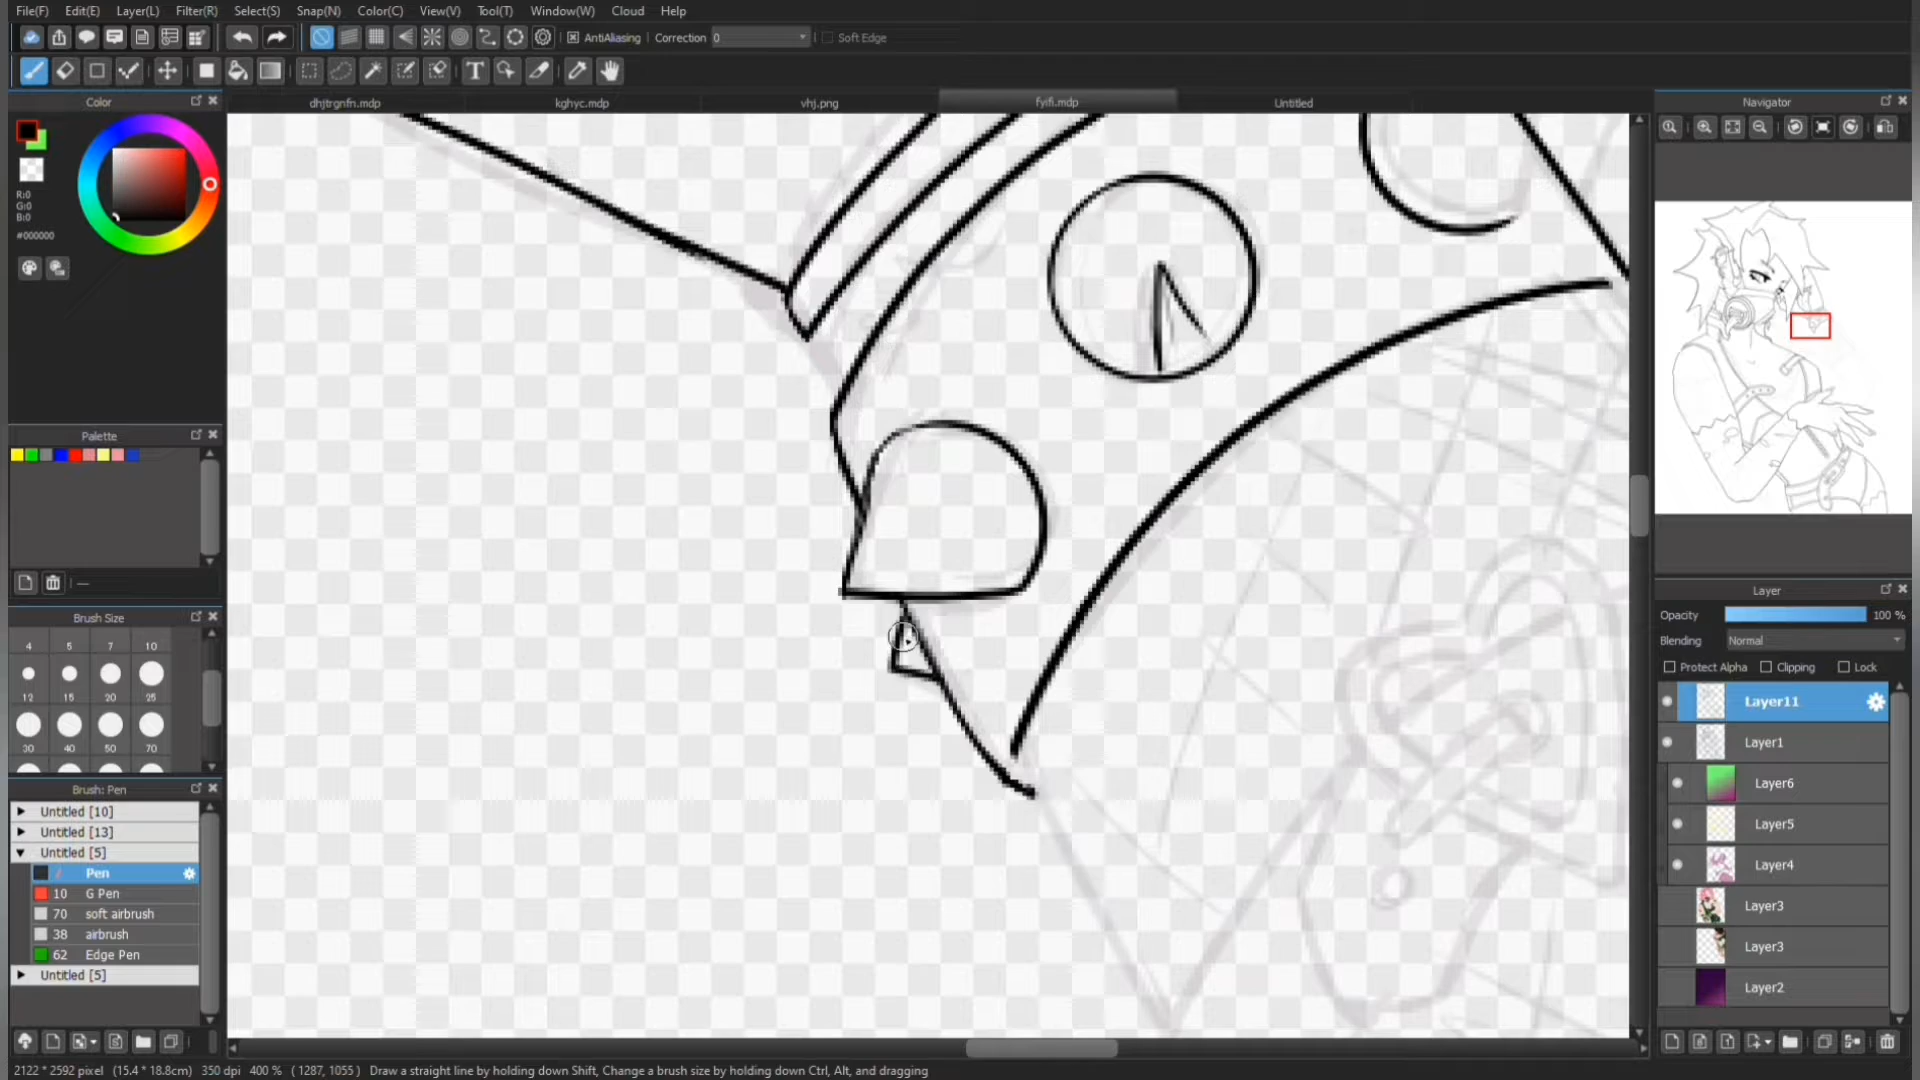 File(F) Edit(E) Layer(L) Filter(R) Select(S) Snap(N) Color(C) View(V) Tool(T) Window(W) Cloud Help
AntiAliasing Correction 0 Soft Edge
T
Color
dhjtrgnfn.mdp kghyc.mdp vhj.png fyifi.mdp Untitled
Navigator
R:0
G:0
B:0
#000000
Palette
Brush Size
4 5 7 10
12 15 20 25
30 40 50 70
Brush: Pen
Untitled [10]
Untitled [13]
Untitled [5]
Pen
10 G Pen
70 soft airbrush
38 airbrush
62 Edge Pen
Untitled [5]
Layer
Opacity 100 %
Blending Normal
Protect Alpha Clipping Lock
Layer11
Layer1
Layer6
Layer5
Layer4
Layer3
Layer3
Layer2
2122 * 2592 pixel (15.4 * 18.8cm) 350 dpi 400 % ( 1287, 1055 ) Draw a straight line by holding down Shift, Change a brush size by holding down Ctrl, Alt, and dragging